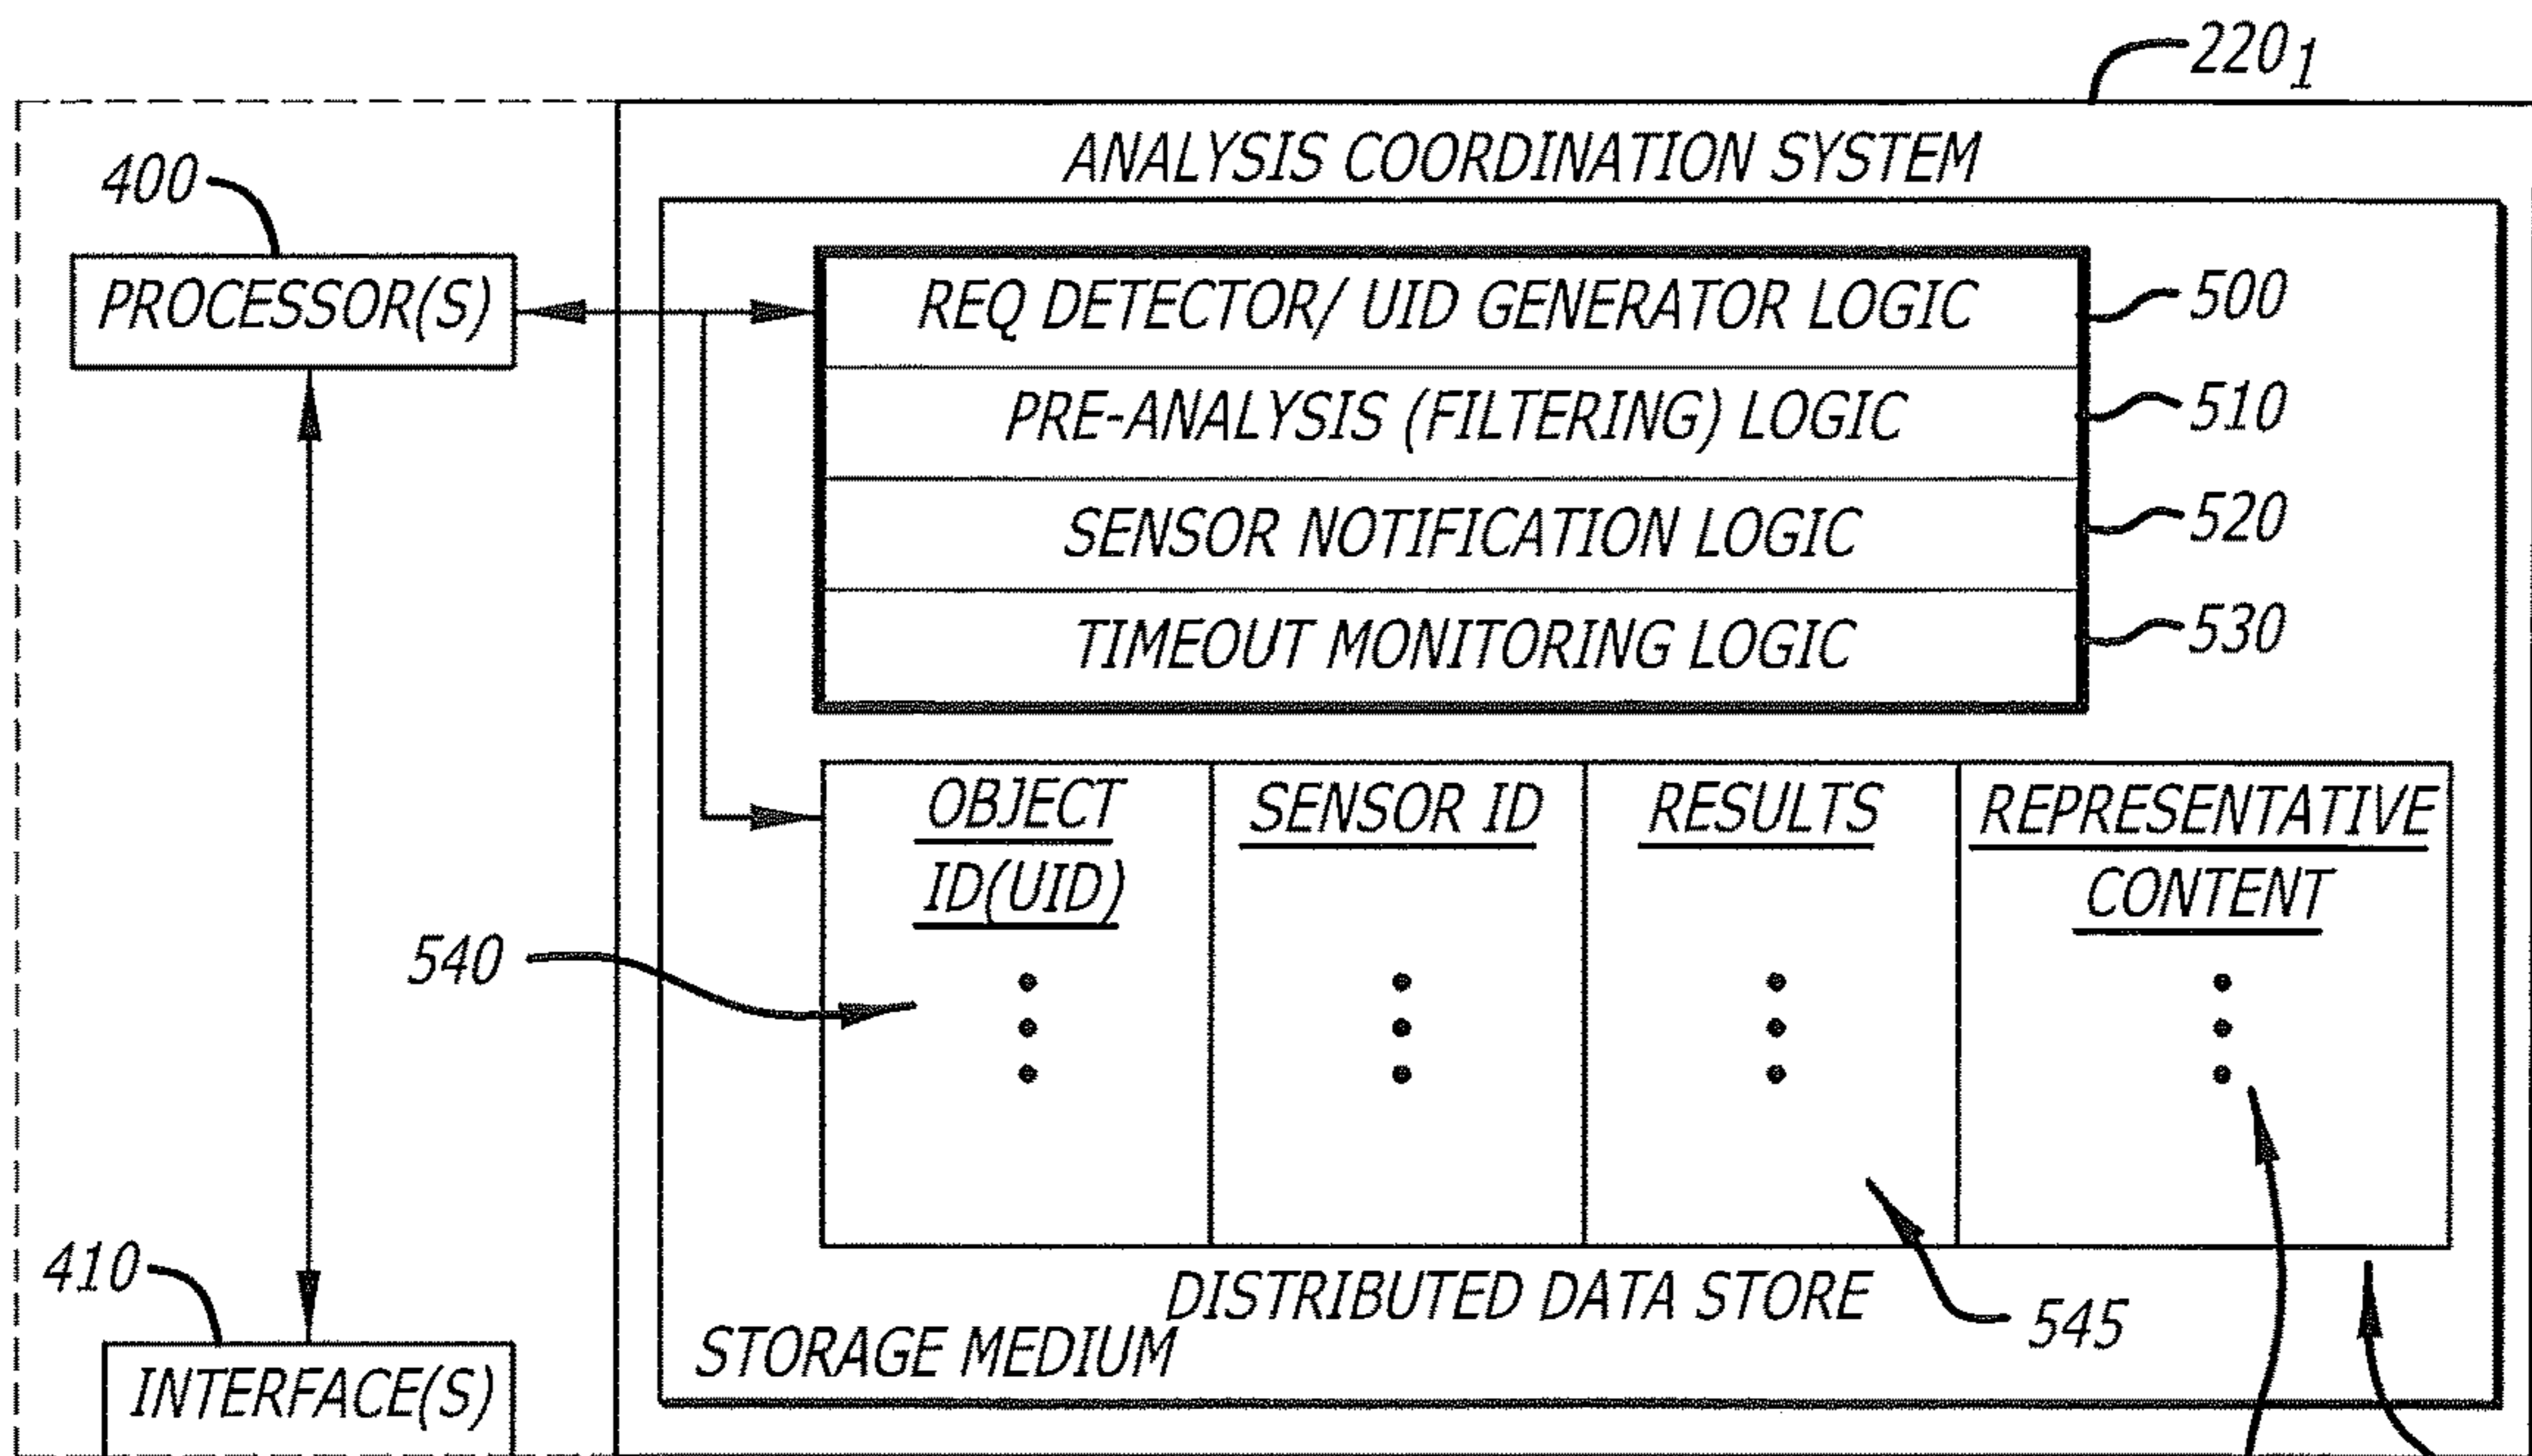 220₁
ANALYSIS COORDINATION SYSTEM
400
PROCESSOR(S)
REQ DETECTOR/ UID GENERATOR LOGIC
500
PRE-ANALYSIS (FILTERING) LOGIC
510
SENSOR NOTIFICATION LOGIC
520
TIMEOUT MONITORING LOGIC
530
OBJECT
ID(UID)
SENSOR ID
RESULTS
REPRESENTATIVE
CONTENT
540
410
INTERFACE(S)
DISTRIBUTED DATA STORE
545
STORAGE MEDIUM